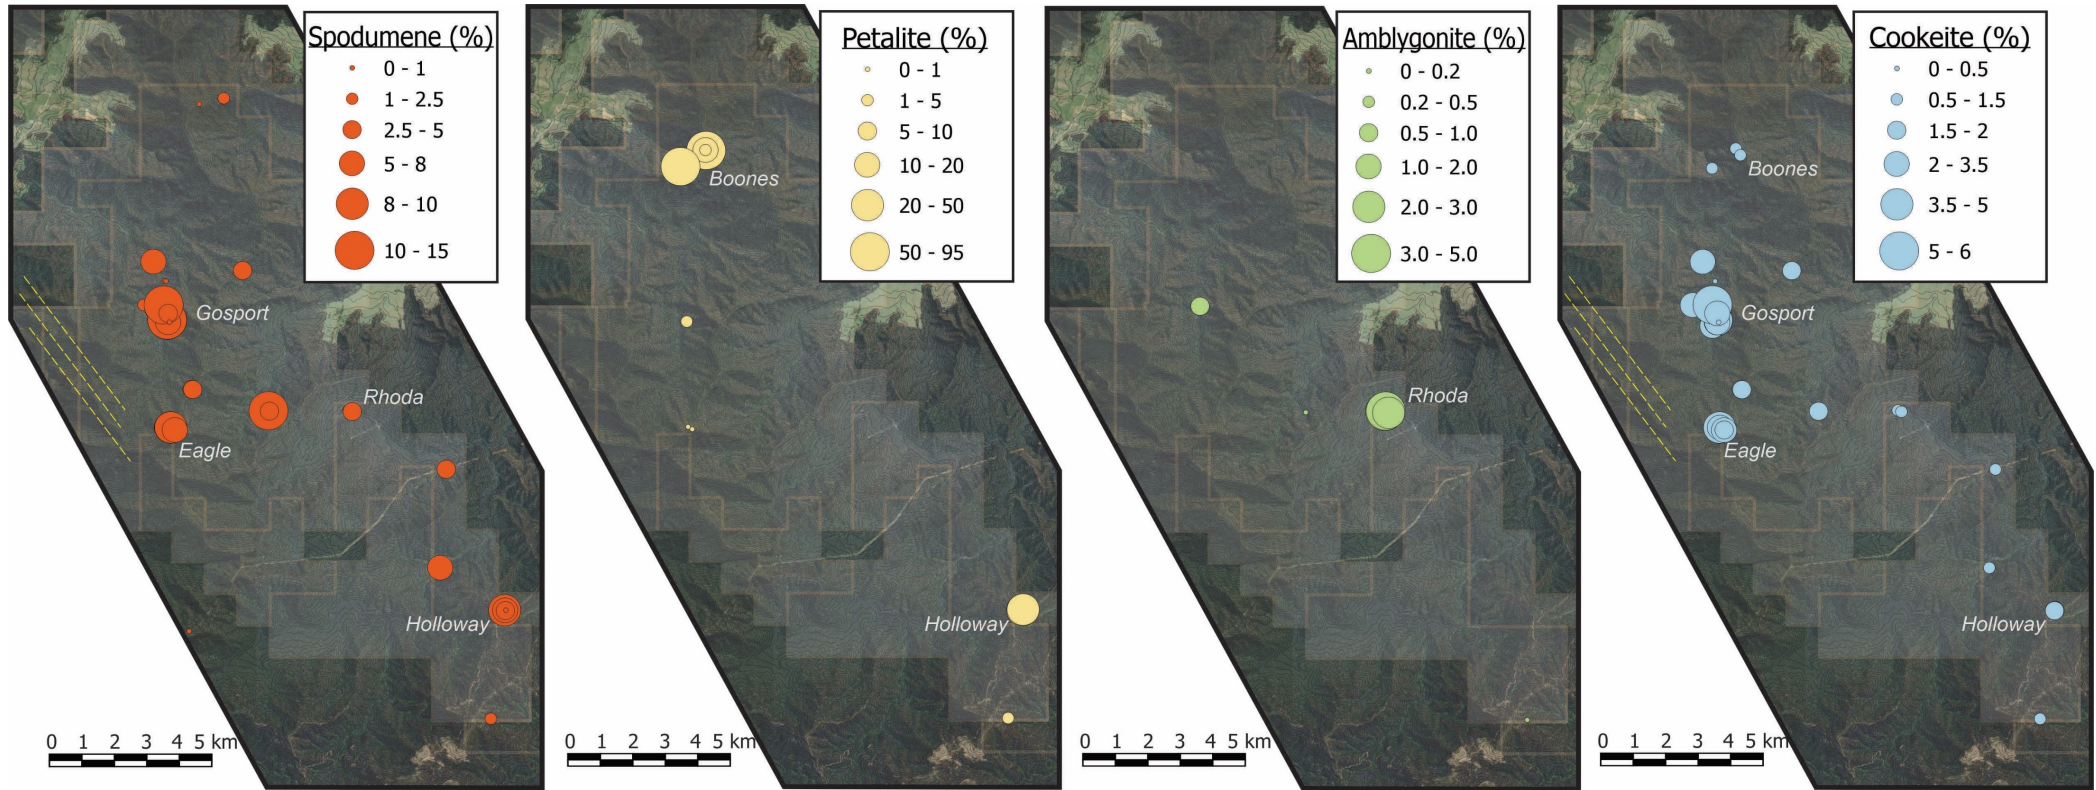 Spodumene (%)
0 - 1
1 - 2.5
2.5 - 5
5 - 8
8 - 10
10 - 15
Gosport
Rhoda
Eagle
Holloway
0 1 2 3 4 5 km
Petalite (%)
0 - 1
1 - 5
5 - 10
10 - 20
20 - 50
50 - 95
Boones
Holloway
0 1 2 3 4 5 km
Amblygonite (%)
0 - 0.2
0.2 - 0.5
0.5 - 1.0
1.0 - 2.0
2.0 - 3.0
3.0 - 5.0
Rhoda
0 1 2 3 4 5 km
Cookeite (%)
0 - 0.5
0.5 - 1.5
1.5 - 2
2 - 3.5
3.5 - 5
5 - 6
Boones
Gosport
Eagle
Holloway
0 1 2 3 4 5 km